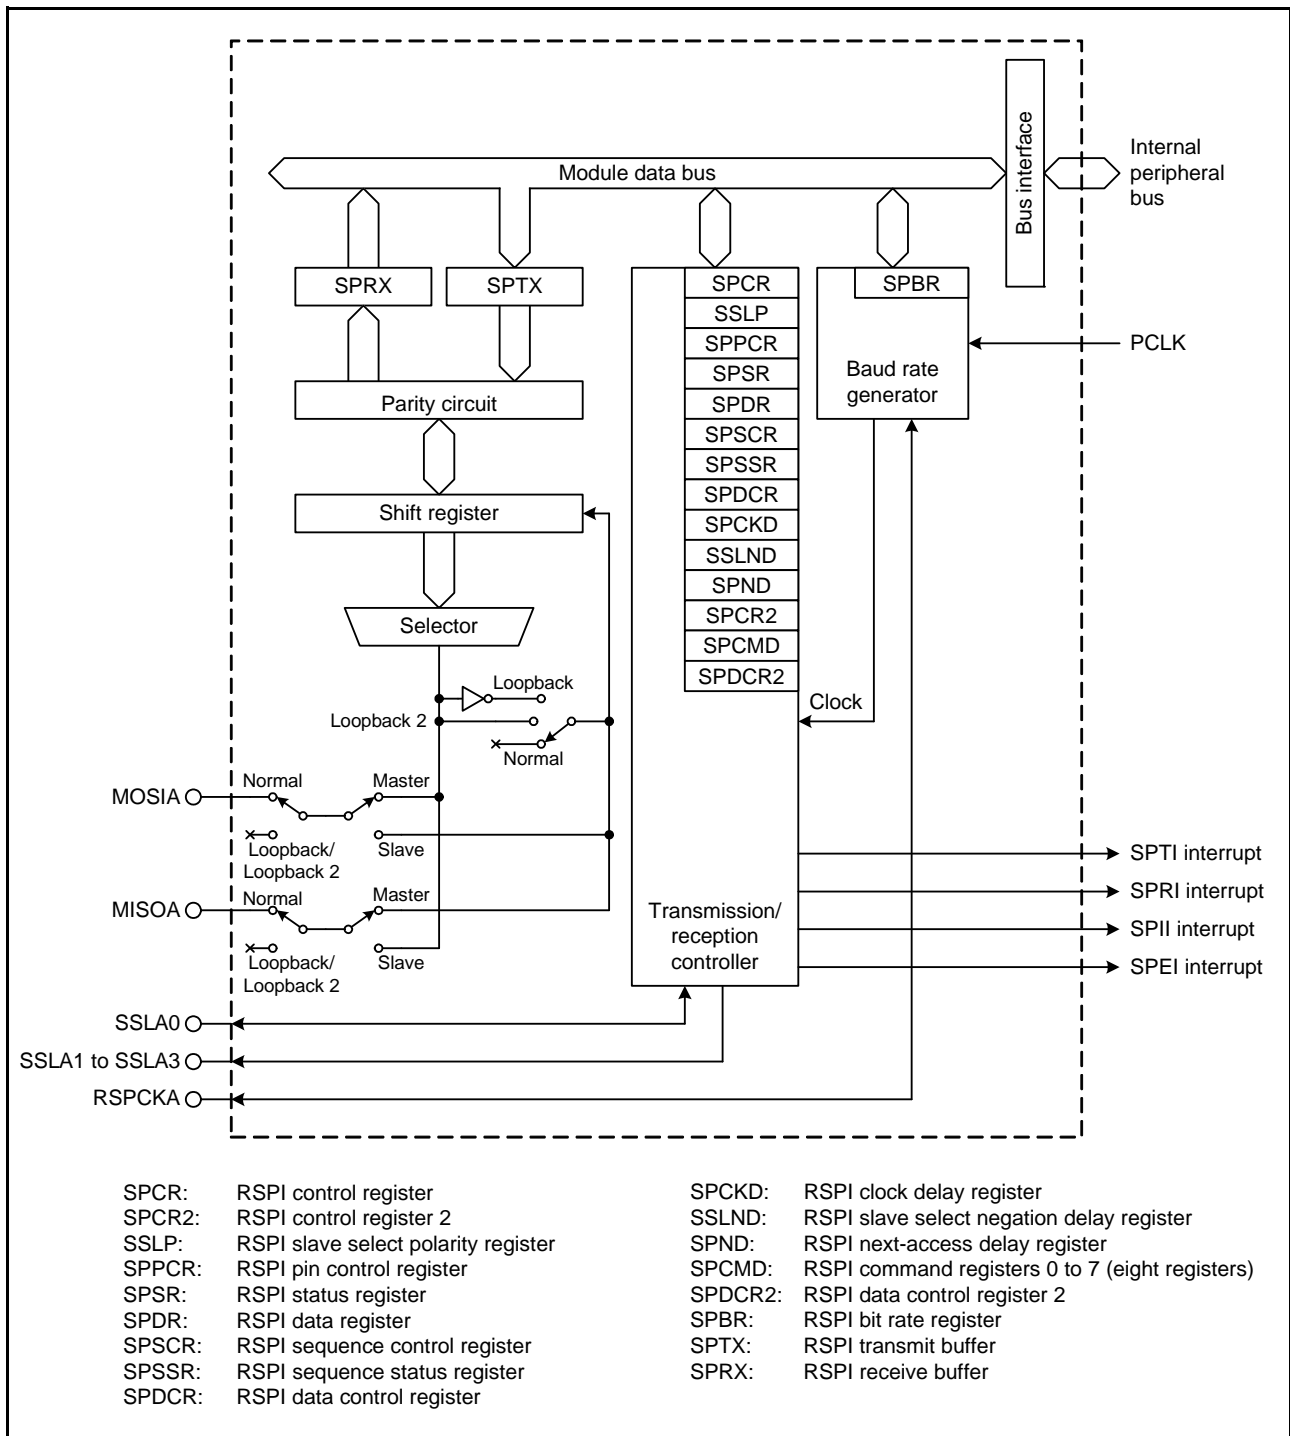 Module data bus
Bus interface
Internal
peripheral
bus
SPRX
SPTX
SPCR
SPBR
SSLP
SPPCR
PCLK
SPSR
Baud rate
generator
Parity circuit
SPDR
SPSCR
SPSSR
SPDCR
Shift register
SPCKD
SSLND
SPND
SPCR2
Selector
SPCMD
SPDCR2
Loopback
Clock
Loopback 2
Normal
MOSIA
Normal
Master
Loopback/
Loopback 2
Slave
SPTI interrupt
MISOA
Normal
Master
SPRI interrupt
Transmission/
reception
controller
SPII interrupt
Loopback/
Loopback 2
Slave
SPEI interrupt
SSLA0
SSLA1 to SSLA3
RSPCKA
SPCR: RSPI control register
SPCR2: RSPI control register 2
SSLP: RSPI slave select polarity register
SPPCR: RSPI pin control register
SPSR: RSPI status register
SPDR: RSPI data register
SPSCR: RSPI sequence control register
SPSSR: RSPI sequence status register
SPDCR: RSPI data control register
SPCKD: RSPI clock delay register
SSLND: RSPI slave select negation delay register
SPND: RSPI next-access delay register
SPCMD: RSPI command registers 0 to 7 (eight registers)
SPDCR2: RSPI data control register 2
SPBR: RSPI bit rate register
SPTX: RSPI transmit buffer
SPRX: RSPI receive buffer